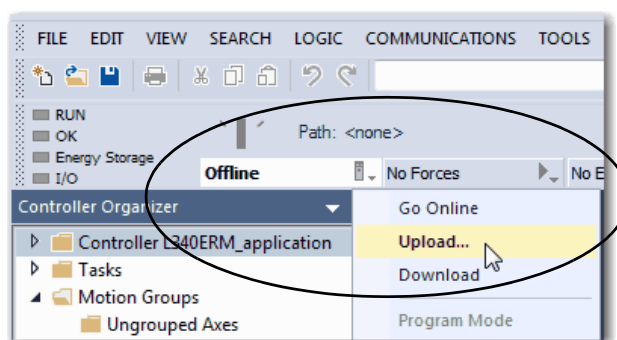 FILE EDIT VIEW SEARCH LOGIC COMMUNICATIONS TOOLS
RUN
OK
Energy Storage
I/O
Path: <none>
Offline
No Forces
No E
Controller Organizer
Go Online
Controller L340ERM_application
Upload...
Tasks
Download
Motion Groups
Ungrouped Axes
Program Mode